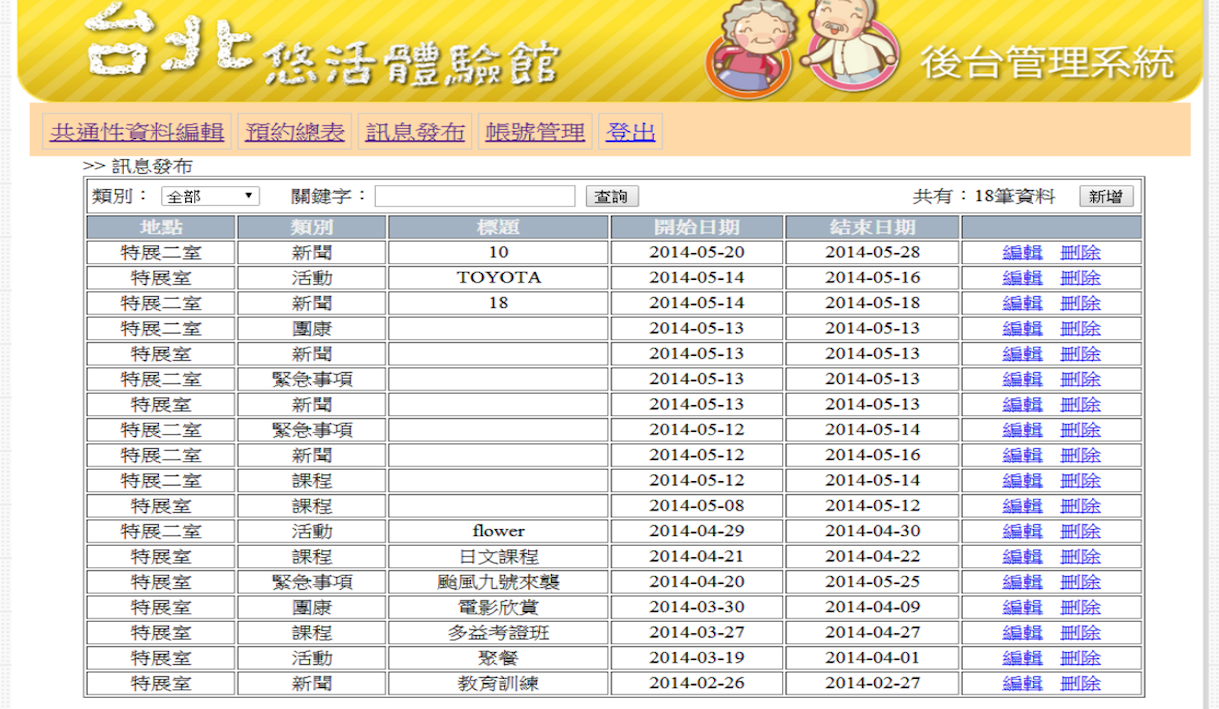 台北悠活體驗館 後台管理系統
共通性資料編輯 預約總表 訊息發布 帳號管理 登出
>> 訊息發布
類別： 全部 關鍵字： 查詢 共有：18筆資料 新增
地點 類別 標題 開始日期 結束日期
特展二室 新聞 10 2014-05-20 2014-05-28 編輯 刪除
特展室 活動 TOYOTA 2014-05-14 2014-05-16 編輯 刪除
特展二室 新聞 18 2014-05-14 2014-05-18 編輯 刪除
特展二室 團康 2014-05-13 2014-05-13 編輯 刪除
特展室 新聞 2014-05-13 2014-05-13 編輯 刪除
特展二室 緊急事項 2014-05-13 2014-05-13 編輯 刪除
特展室 新聞 2014-05-13 2014-05-13 編輯 刪除
特展二室 緊急事項 2014-05-12 2014-05-14 編輯 刪除
特展二室 新聞 2014-05-12 2014-05-16 編輯 刪除
特展二室 課程 2014-05-12 2014-05-14 編輯 刪除
特展室 課程 2014-05-08 2014-05-12 編輯 刪除
特展二室 活動 flower 2014-04-29 2014-04-30 編輯 刪除
特展室 課程 日文課程 2014-04-21 2014-04-22 編輯 刪除
特展室 緊急事項 颱風九號來襲 2014-04-20 2014-05-25 編輯 刪除
特展室 團康 電影欣賞 2014-03-30 2014-04-09 編輯 刪除
特展室 課程 多益考證班 2014-03-27 2014-04-27 編輯 刪除
特展室 活動 聚餐 2014-03-19 2014-04-01 編輯 刪除
特展室 新聞 教育訓練 2014-02-26 2014-02-27 編輯 刪除